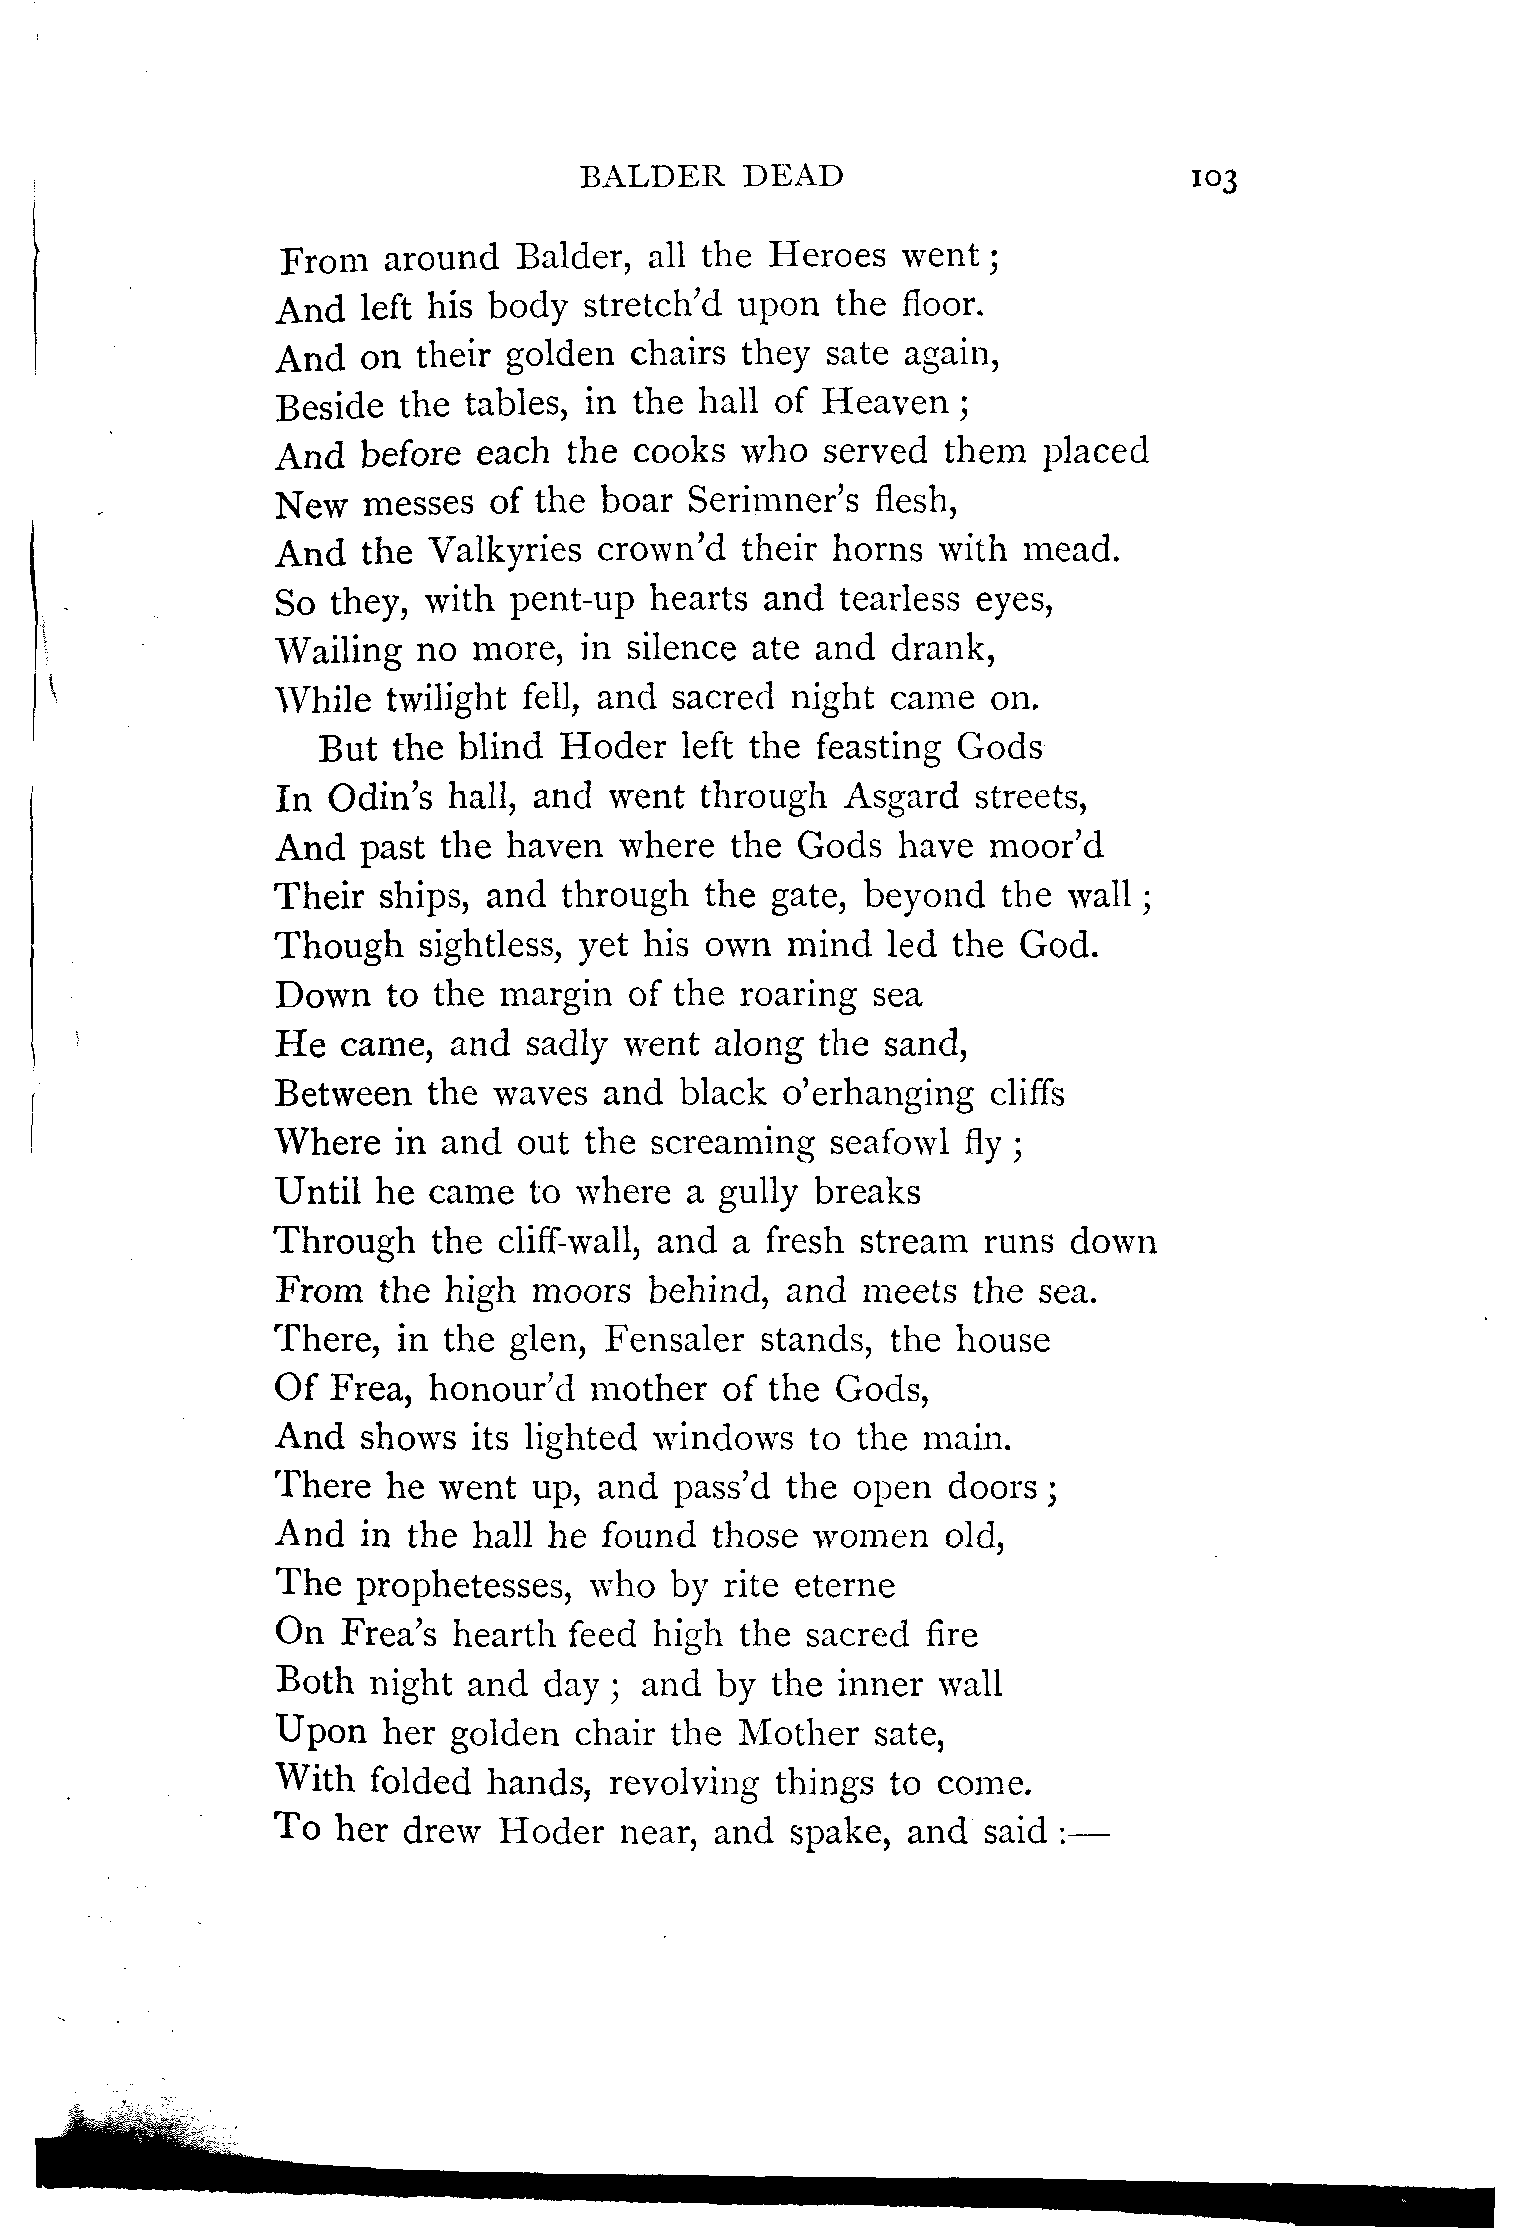 BALDER DEAD 103
From around Balder, all the Heroes went ;
And left his body stretch'd upon the floor.
And on their golden chairs they sate again,
Beside the tables, in the hall of Heaven ;
And before each the cooks who served them placed
New messes of the boar Serimner's flesh,
And the Valkyries crown'd their horns with mead.
So they, with pent-up hearts and tearless eyes,
Wailing no more, in silence ate and drank,
While twilight fell, and sacred night came on.
But the blind Hoder left the feasting Gods
In Odin's hall, and went through Asgard streets,
And past the haven where the Gods have moor'd
Their ships, and through the gate, beyond the wall ;
Though sightless, yet his own mind led the God.
Down to the margin of the roaring sea
He came, and sadly went along the sand,
Between the waves and black o'erhanging cliffs
Where in and out the screaming seafowl fly ;
Until he came to where a gully breaks
Through the cliff-wall, and a fresh stream runs down
From the high moors behind, and meets the sea.
There, in the glen, Fensaler stands, the house
Of Frea, honour'd mother of the Gods,
And shows its lighted windows to the main.
There he went up, and pass'd the open doors ;
And in the hall he found those women old,
The prophetesses, who by rite eterne
On Frea's hearth feed high the sacred fire
Both night and day ; and by the inner wall
Upon her golden chair the Mother sate,
With folded hands, revolving things to come.
To her drew Hoder near, and spake, and said :—